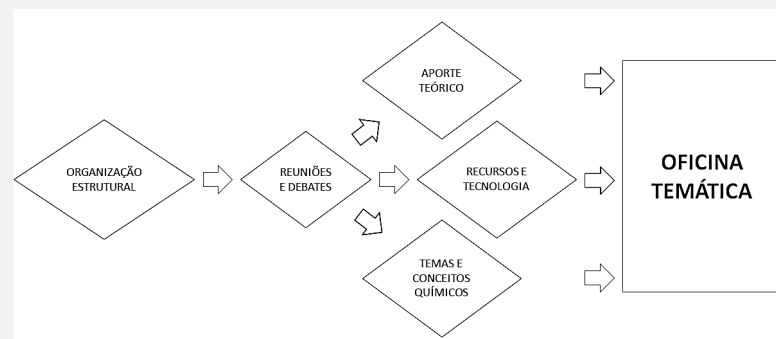 ORGANIZAÇÃO
ESTRUTURAL
REUNIÕES
E DEBATES
APORTE
TEÓRICO
RECURSOS E
TECNOLOGIA
TEMAS E
CONCEITOS
QUÍMICOS
OFICINA
TEMÁTICA